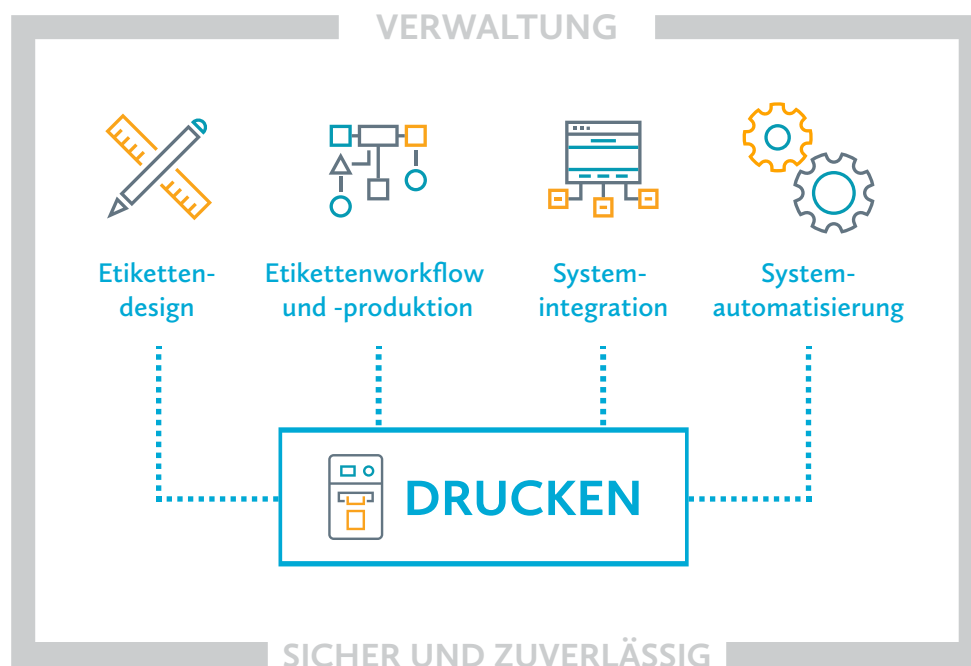 VERWALTUNG
Etiketten-
design
Etikettenworkflow
und -produktion
System-
integration
System-
automatisierung
DRUCKEN
SICHER UND ZUVERLÄSSIG